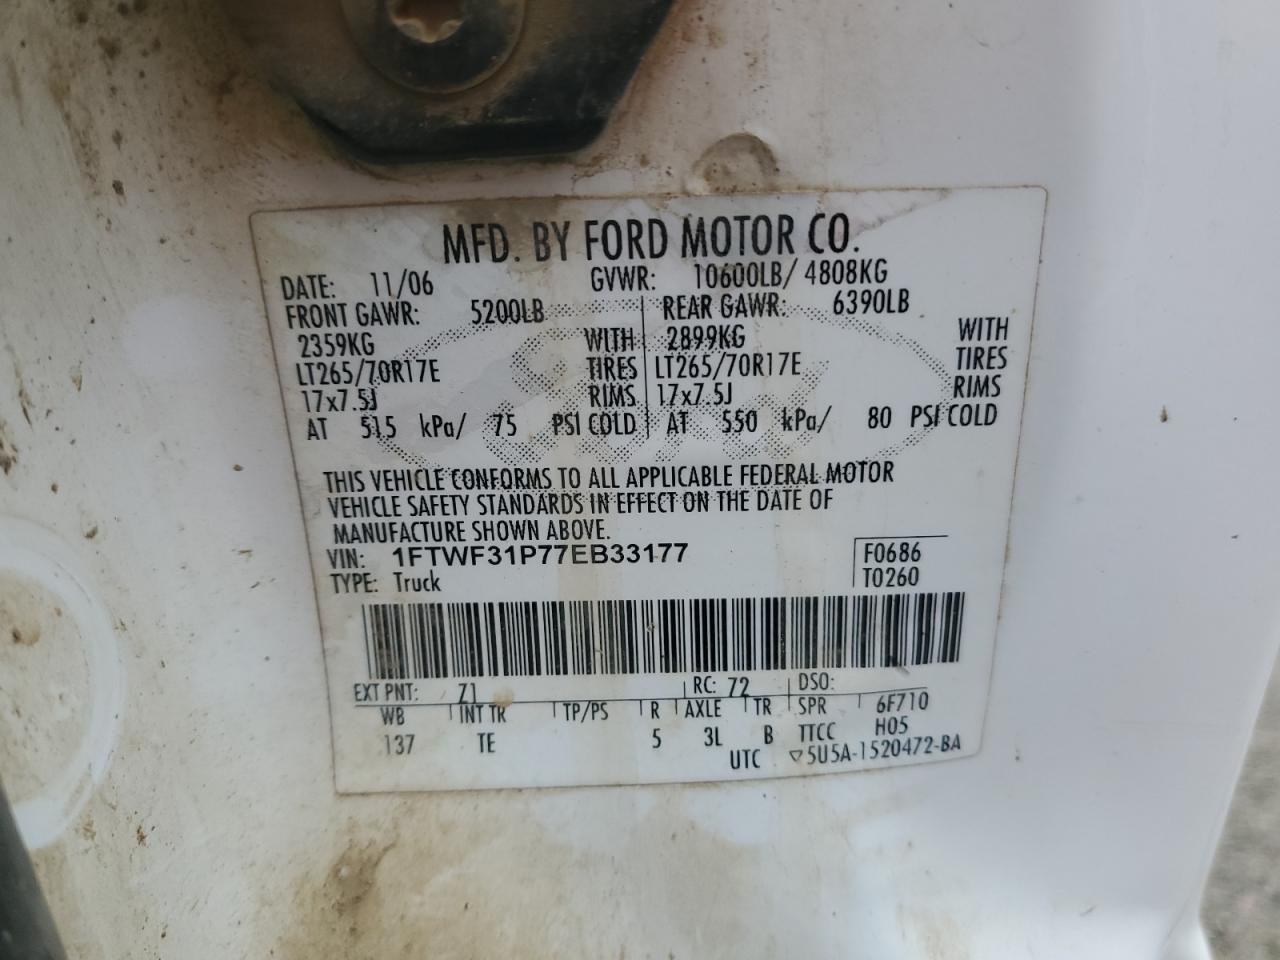 MFD. BY FORD MOTOR CO.
DATE: 11/06 GVWR: 10600LB/ 4808KG
FRONT GAWR: 5200LB REAR GAWR: 6390LB
2359KG WITH 2899KG WITH
LT265/70R17E TIRES LT265/70R17E TIRES
17x7.5J RIMS 17x7.5J RIMS
AT 515 kPa/ 75 PSI COLD AT 550 kPa/ 80 PSI COLD
THIS VEHICLE CONFORMS TO ALL APPLICABLE FEDERAL MOTOR
VEHICLE SAFETY STANDARDS IN EFFECT ON THE DATE OF
MANUFACTURE SHOWN ABOVE.
VIN: 1FTWF31P77EB33177 F0686
TYPE: Truck T0260
EXT PNT: Z1 RC: 72 DSO:
WB INT TR TP/PS R AXLE TR SPR 6F710
137 TE 5 3L B TTCC H05
UTC ▽5U5A-1520472-BA